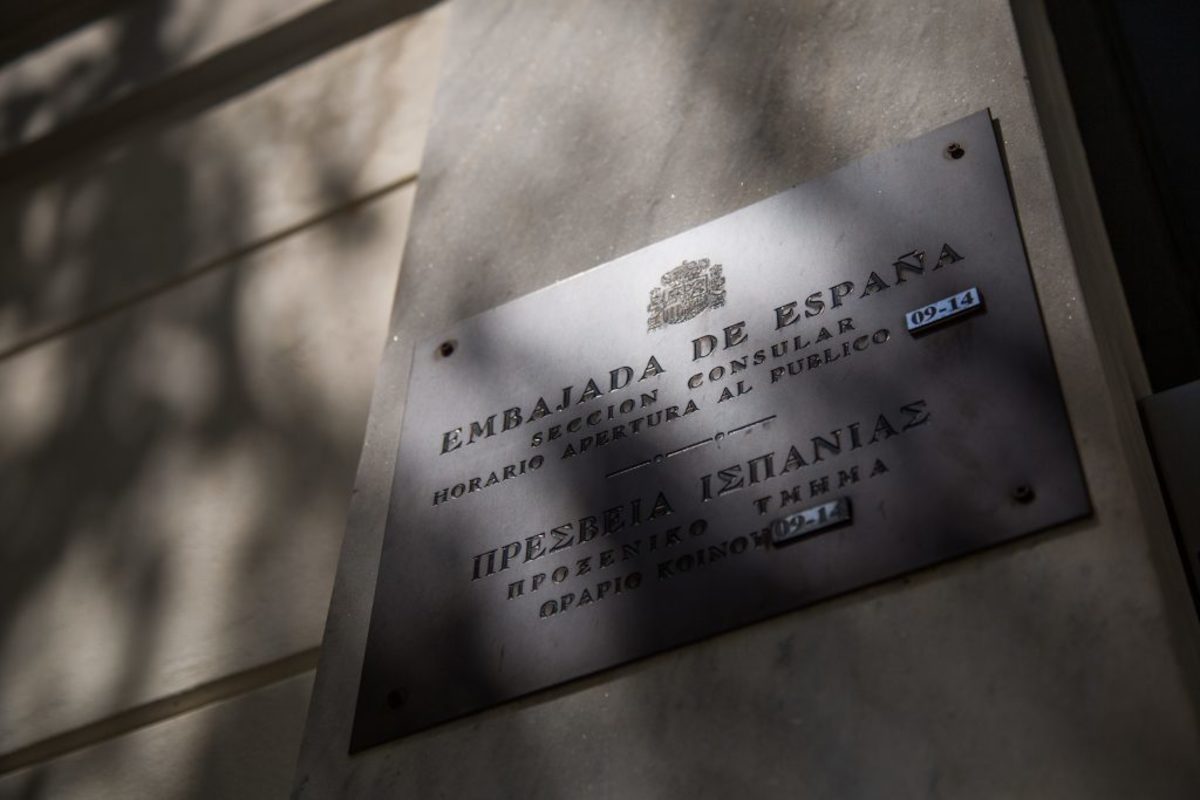 EMBAJADA DE ESPAÑA
SECCION CONSULAR
HORARIO APERTURA AL PUBLICO 09-14
ΠΡΕΣΒΕΙΑ ΙΣΠΑΝΙΑΣ
ΠΡΟΞΕΝΙΚΟ ΤΜΗΜΑ
ΩΡΑΡΙΟ ΚΟΙΝΟΥ 09-14